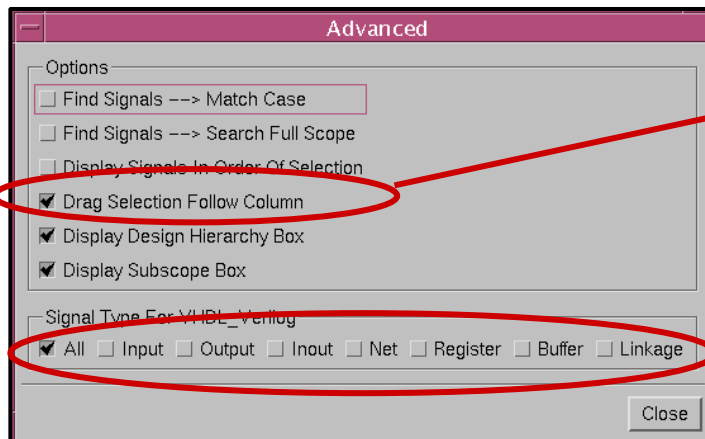 Advanced
Options
Find Signals --> Match Case
Find Signals --> Search Full Scope
Display Signals In Order Of Selection
Drag Selection Follow Column
Display Design Hierarchy Box
Display Subscope Box
Signal Type For VHDL_Verilog
All Input Output Inout Net Register Buffer Linkage
Close